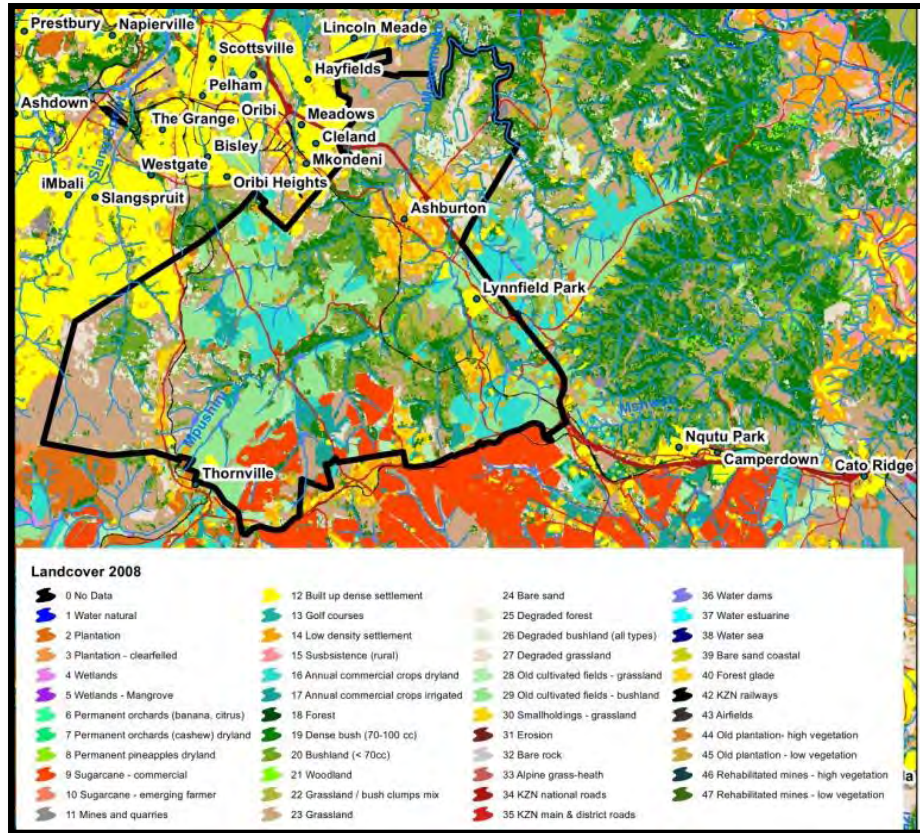 Prestbury Napierville
Lincoln Meade
Scottsville
Hayfields
Pelham
Ashdown
Oribi
Meadows
The Grange
Cleland
Bisley
Mkondeni
Westgate
iMbali
Oribi Heights
Slangspruit
Ashburton
Lynnfield Park
Nqutu Park
Camperdown
Cato Ridge
Thornville
Landcover 2008
0 No Data
1 Water natural
2 Plantation
3 Plantation - clearfelled
4 Wetlands
5 Wetlands - Mangrove
6 Permanent orchards (banana, citrus)
7 Permanent orchards (cashew) dryland
8 Permanent pineapples dryland
9 Sugarcane - commercial
10 Sugarcane - emerging farmer
11 Mines and quarries
12 Built up dense settlement
13 Golf courses
14 Low density settlement
15 Susbsistence (rural)
16 Annual commercial crops dryland
17 Annual commercial crops irrigated
18 Forest
19 Dense bush (70-100 cc)
20 Bushland (< 70cc)
21 Woodland
22 Grassland / bush clumps mix
23 Grassland
24 Bare sand
25 Degraded forest
26 Degraded bushland (all types)
27 Degraded grassland
28 Old cultivated fields - grassland
29 Old cultivated fields - bushland
30 Smallholdings - grassland
31 Erosion
32 Bare rock
33 Alpine grass-heath
34 KZN national roads
35 KZN main & district roads
36 Water dams
37 Water estuarine
38 Water sea
39 Bare sand coastal
40 Forest glade
42 KZN railways
43 Airfields
44 Old plantation- high vegetation
45 Old plantation - low vegetation
46 Rehabilitated mines - high vegetation
47 Rehabilitated mines - low vegetation